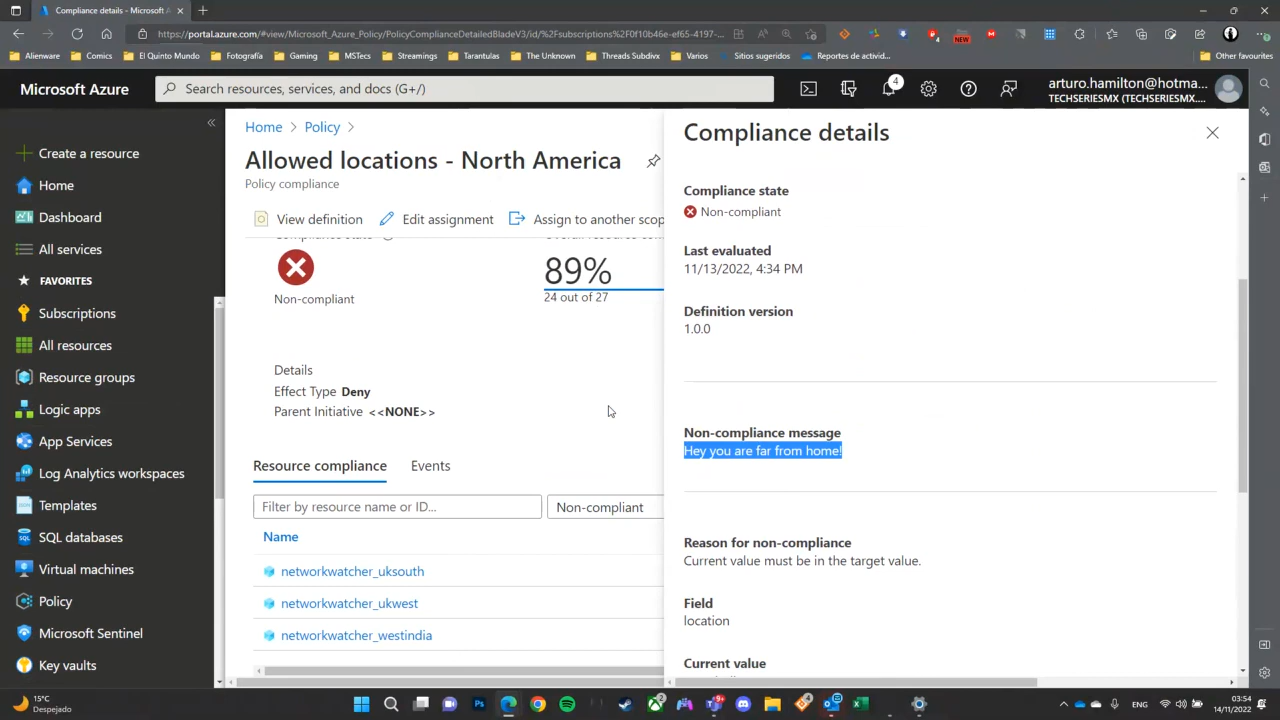 Compliance details - Microsoft A
https://portal.azure.com/#view/Microsoft_Azure_Policy/PolicyComplianceDetailedBladeV3/id/%2Fsubscriptions%2F0f10b46e-ef65-4197-...
Alienware
Comics
El Quinto Mundo
Fotografía
Gaming
MSTecs
Streamings
Tarantulas
The Unknown
Threads Subdivx
Varios
Sitios sugeridos
Reportes de activid...
Other favourites
4
NEW
Microsoft Azure
Search resources, services, and docs (G+/)
4
arturo.hamilton@hotma...
TECHSERIESMX (TECHSERIESMX....
Create a resource
Home
Dashboard
All services
FAVORITES
Subscriptions
All resources
Resource groups
Logic apps
App Services
Log Analytics workspaces
Templates
SQL databases
Virtual machines
Policy
Microsoft Sentinel
Key vaults
Home > Policy >
Allowed locations - North America
Policy compliance
View definition
Edit assignment
Assign to another scop
Non-compliant
89%
24 out of 27
Details
Effect Type Deny
Parent Initiative <<NONE>>
Resource compliance
Events
Filter by resource name or ID...
Non-compliant
Name
networkwatcher_uksouth
networkwatcher_ukwest
networkwatcher_westindia
Compliance details
Compliance state
Non-compliant
Last evaluated
11/13/2022, 4:34 PM
Definition version
1.0.0
Non-compliance message
Hey you are far from home!
Reason for non-compliance
Current value must be in the target value.
Field
location
Current value
15°C
Despejado
ENG
03:54
14/11/2022